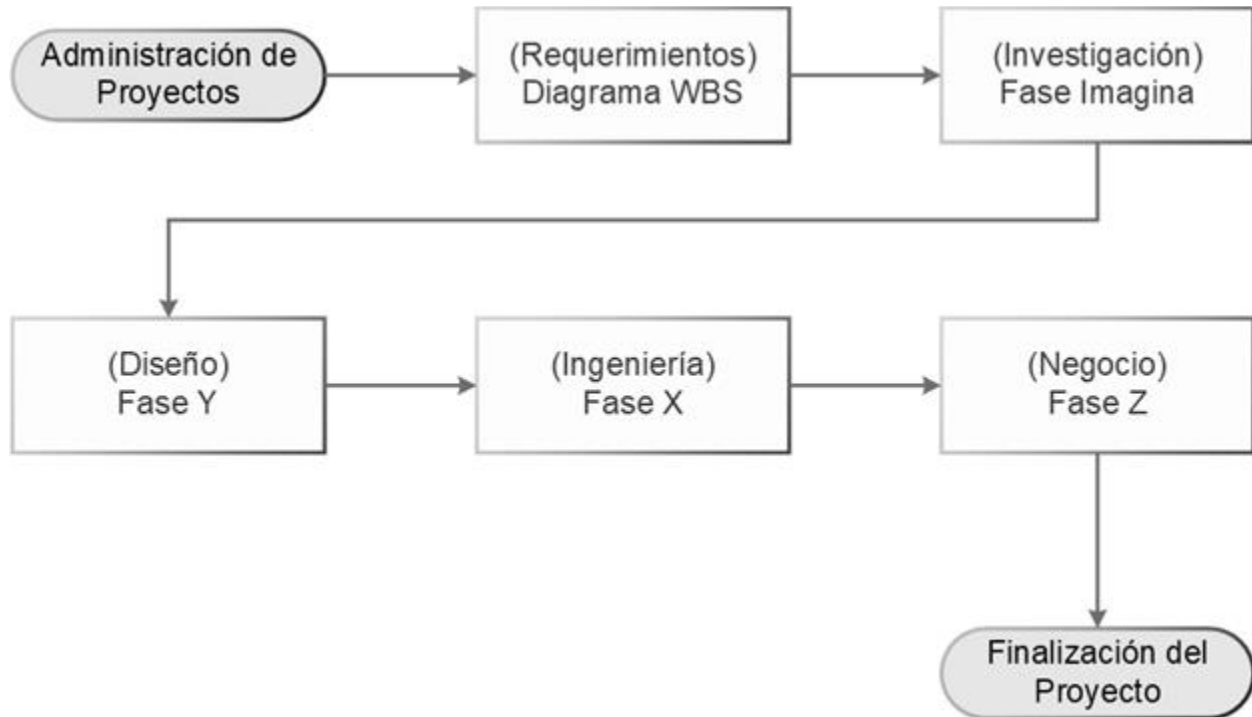 Administración de
Proyectos
(Requerimientos)
Diagrama WBS
(Investigación)
Fase Imagina
(Diseño)
Fase Y
(Ingeniería)
Fase X
(Negocio)
Fase Z
Finalización del
Proyecto